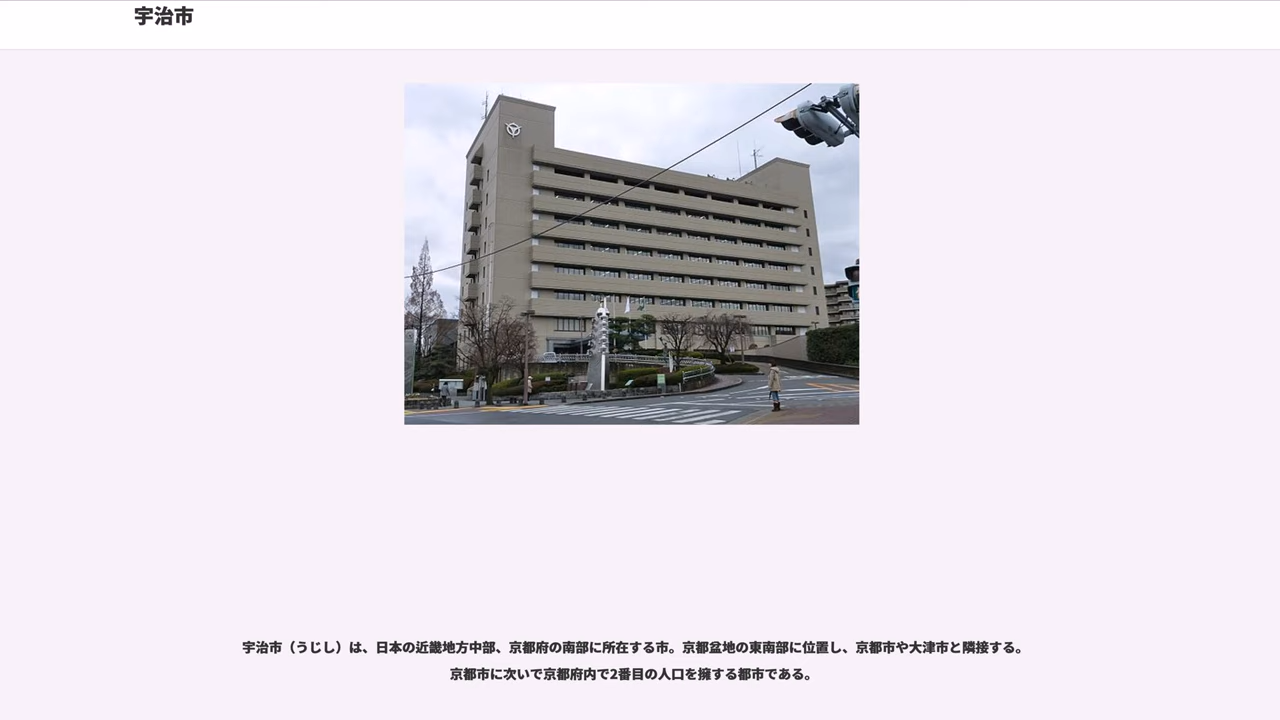 宇治市
宇治市（うじし）は、日本の近畿地方中部、京都府の南部に所在する市。京都盆地の東南部に位置し、京都市や大津市と隣接する。
京都市に次いで京都府内で2番目の人口を擁する都市である。